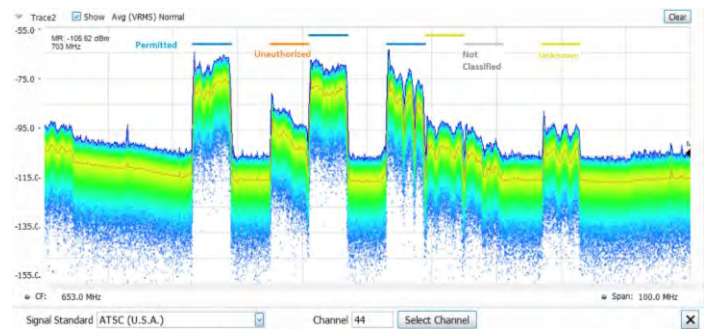 Trace2 Show Avg (VRMS) Normal Clear
-55.0
MR: -106.62 dBm
703 MHz
Permitted
Unauthorized
Not
Classified
Unknown
-75.0
-95.0
M
-115.0
-135.0
-155.0
CF: 653.0 MHz Span: 100.0 MHz
Signal Standard ATSC (U.S.A.) Channel 44 Select Channel X